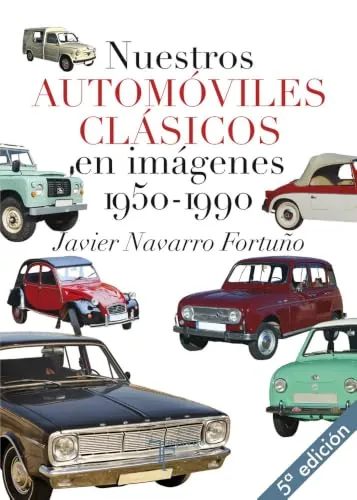 Nuestros
AUTOMÓVILES
CLÁSICOS
en imágenes
1950-1990
Javier Navarro Fortuño
5ª edición